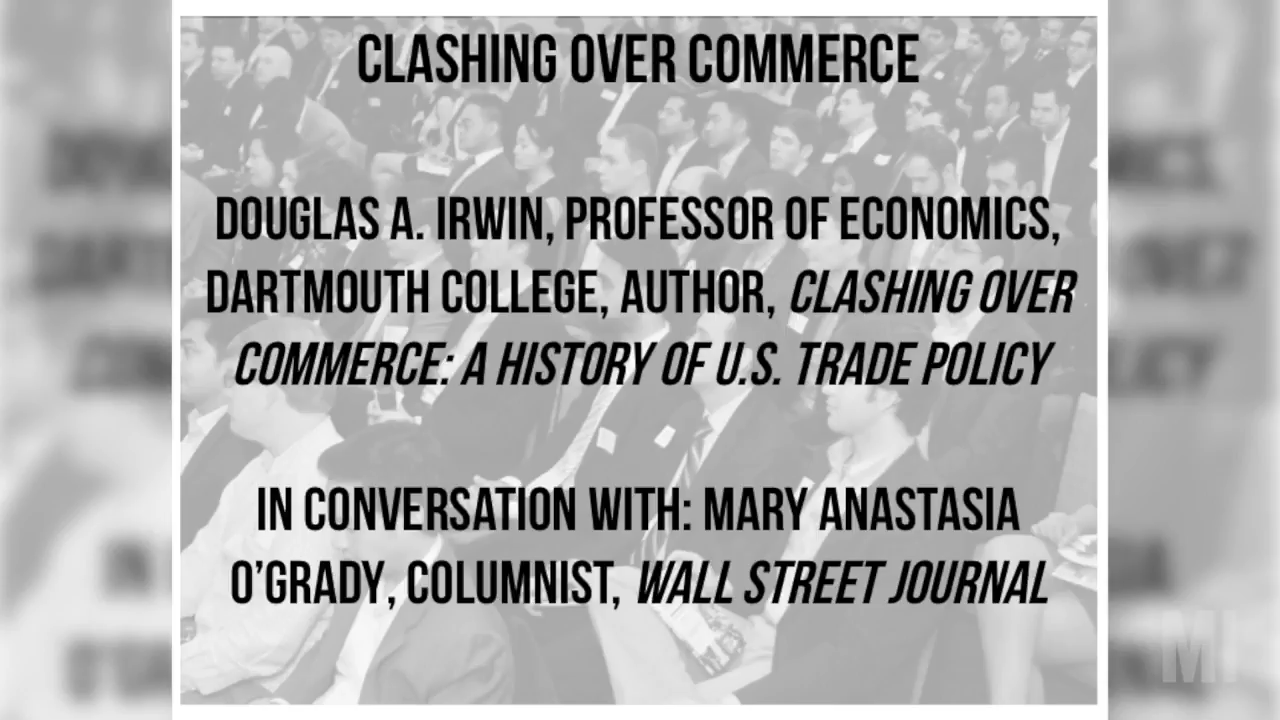 CLASHING OVER COMMERCE
DOUGLAS A. IRWIN, PROFESSOR OF ECONOMICS,
DARTMOUTH COLLEGE, AUTHOR, CLASHING OVER
COMMERCE: A HISTORY OF U.S. TRADE POLICY
IN CONVERSATION WITH: MARY ANASTASIA
O'GRADY, COLUMNIST, WALL STREET JOURNAL
MI